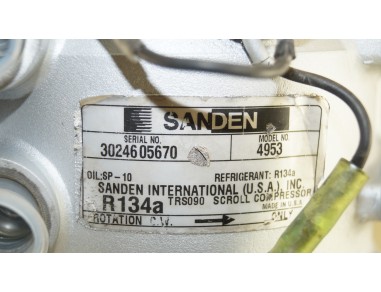 SANDEN
SERIAL NO. MODEL NO.
3024605670 4953
OIL:SP-10 REFRIGERANT: R134a
SANDEN INTERNATIONAL (U.S.A.), INC.
R134a TRS090 SCROLL COMPRESSOR
MADE IN U.S.A.
ROTATION C.W. ONLY